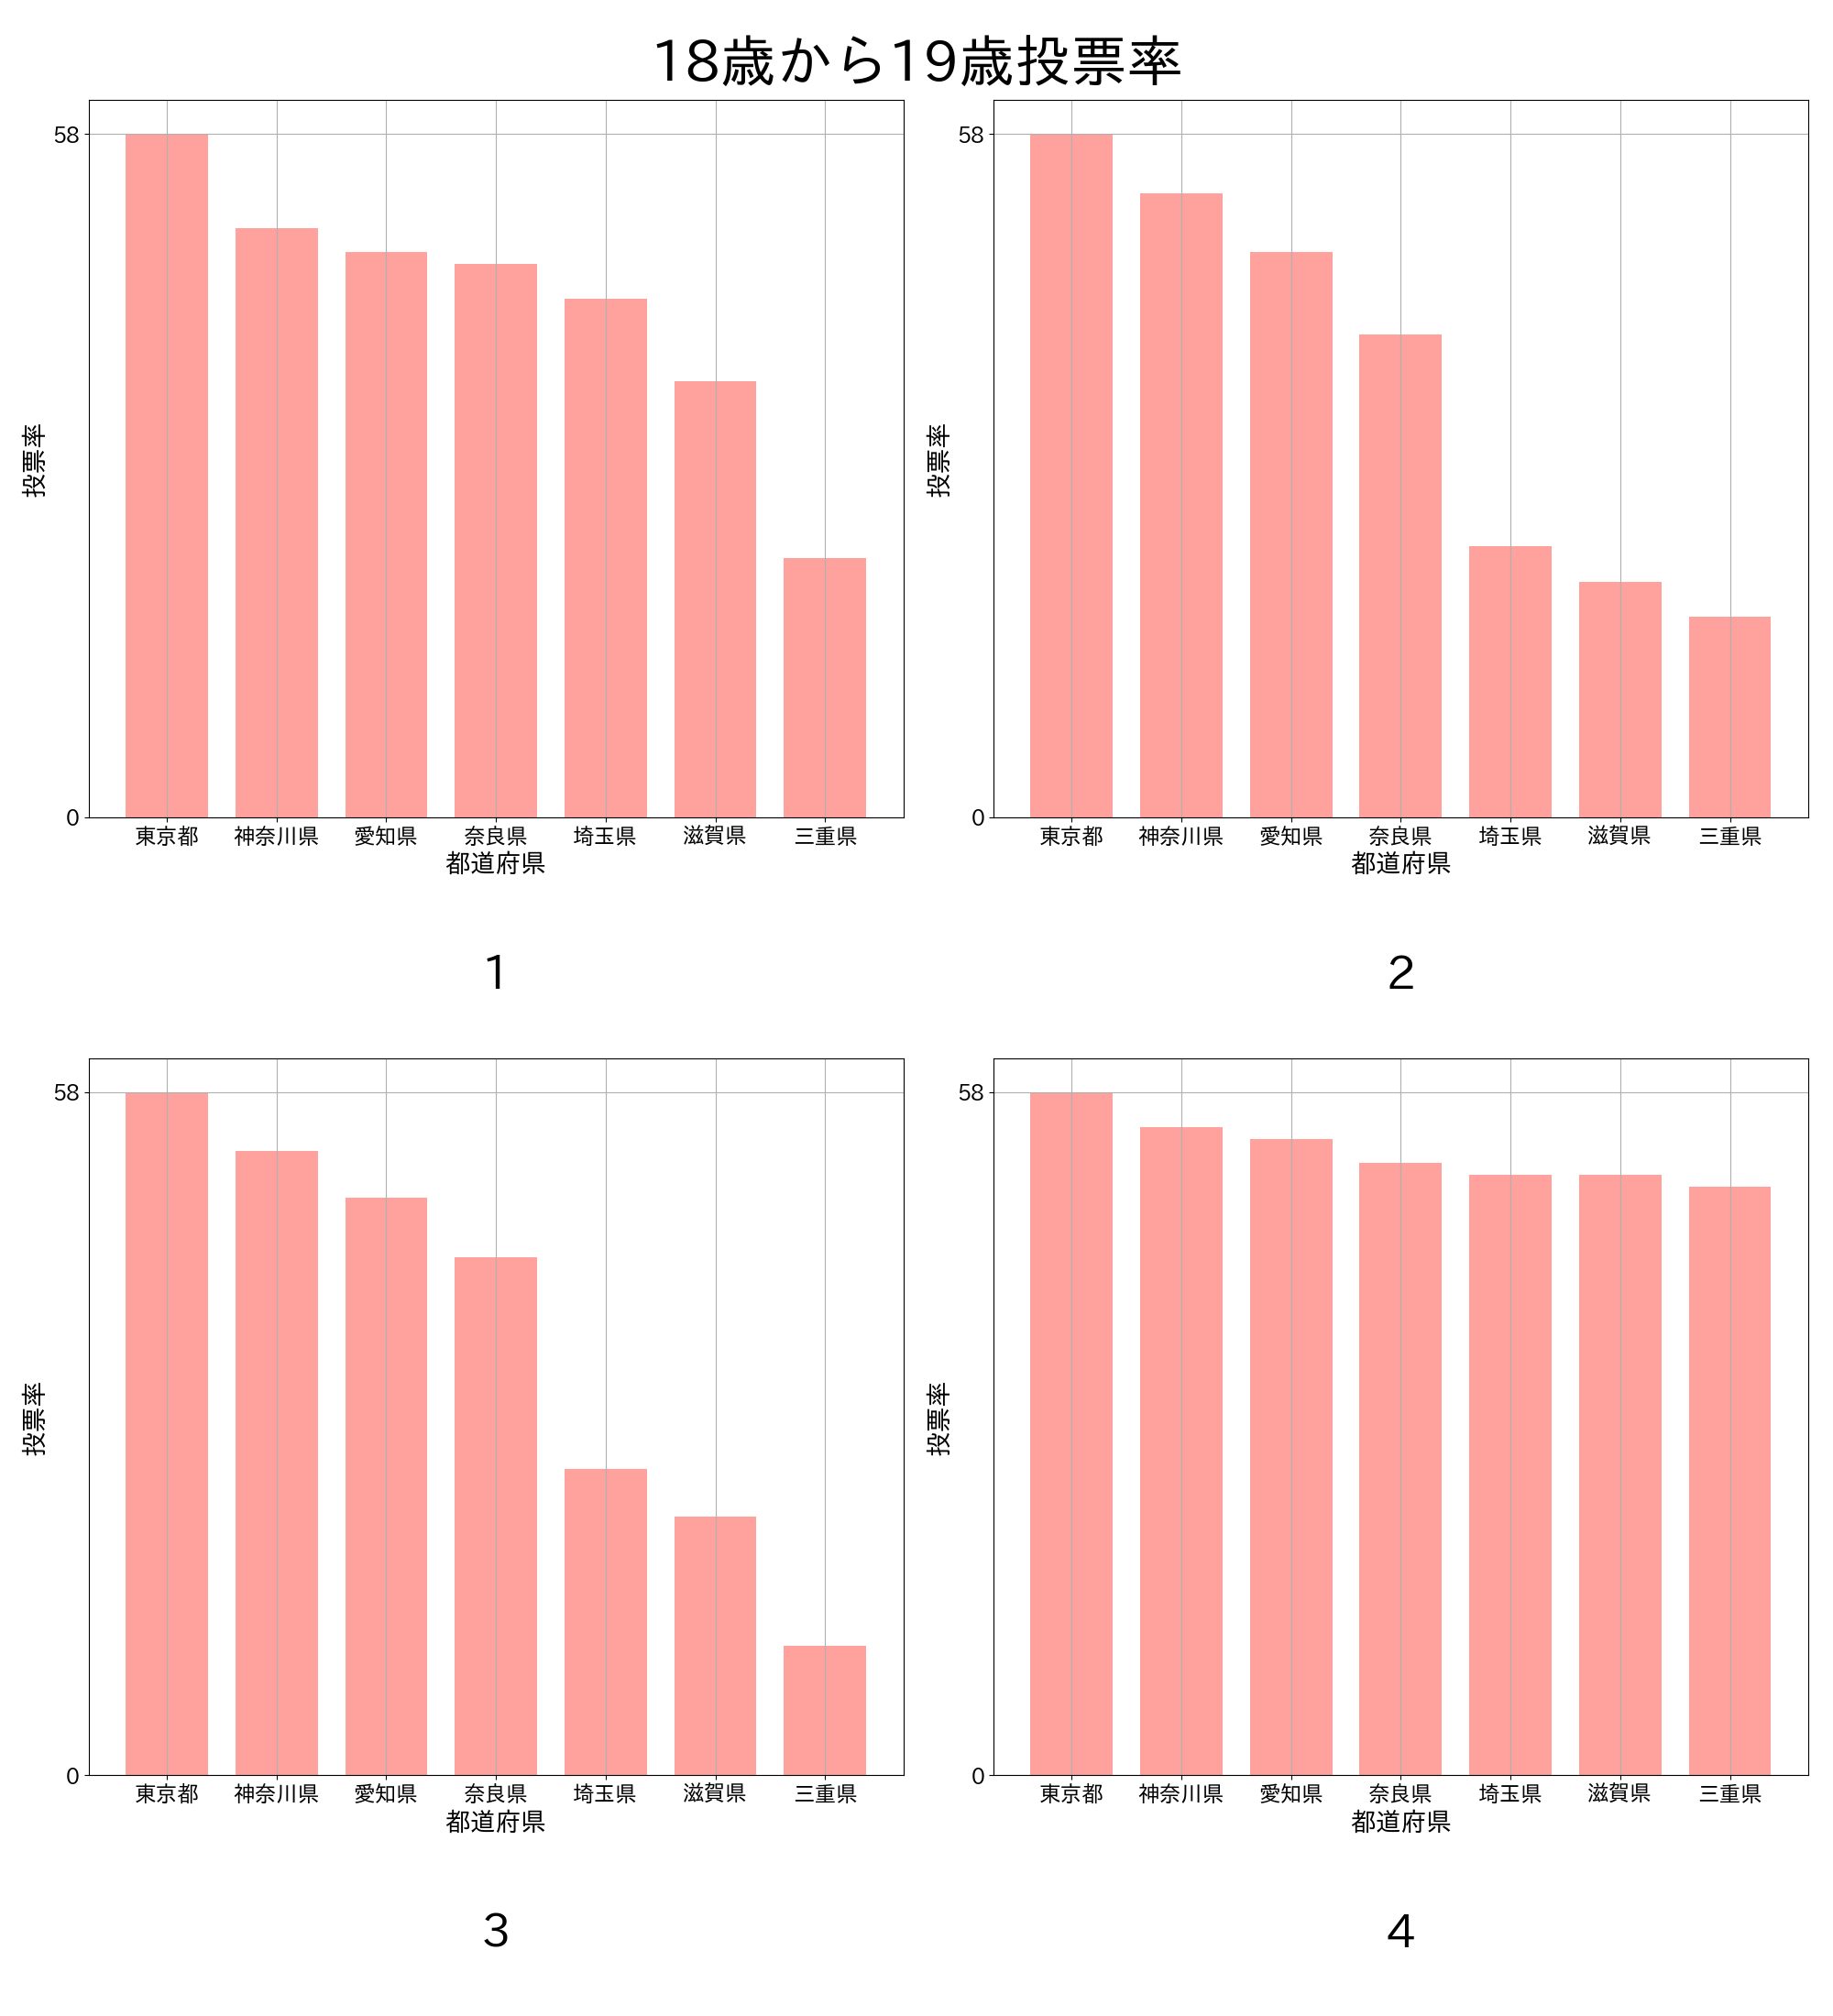 18歳から19歳投票率
58
0
投票率
東京都 神奈川県 愛知県 奈良県 埼玉県 滋賀県 三重県
都道府県
1
58
0
投票率
東京都 神奈川県 愛知県 奈良県 埼玉県 滋賀県 三重県
都道府県
2
58
0
投票率
東京都 神奈川県 愛知県 奈良県 埼玉県 滋賀県 三重県
都道府県
3
58
0
投票率
東京都 神奈川県 愛知県 奈良県 埼玉県 滋賀県 三重県
都道府県
4